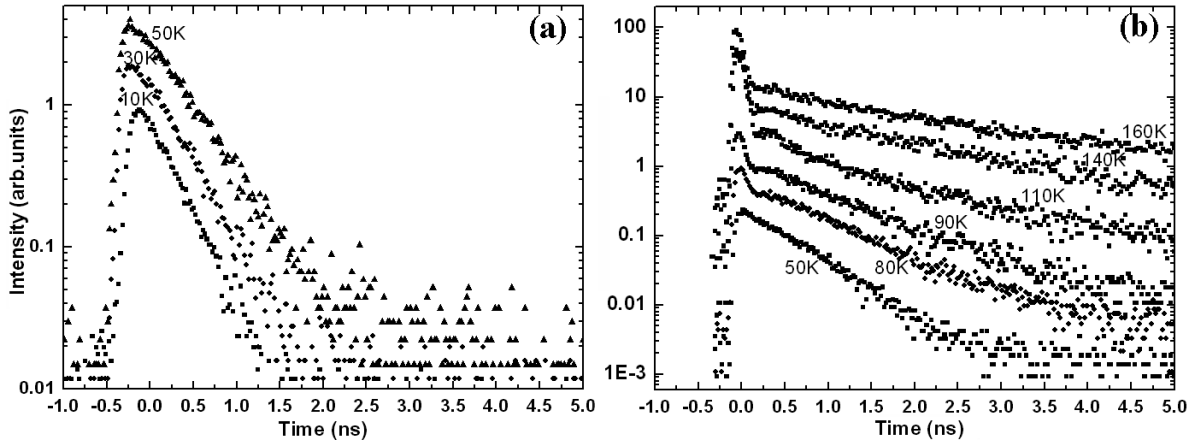 (a)
50K
30K
10K
1
0.1
0.01
Intensity (arb.units)
-1.0 -0.5 0.0 0.5 1.0 1.5 2.0 2.5 3.0 3.5 4.0 4.5 5.0
Time (ns)
(b)
100
10
1
0.1
0.01
1E-3
160K
140K
110K
90K
80K
50K
-1.0 -0.5 0.0 0.5 1.0 1.5 2.0 2.5 3.0 3.5 4.0 4.5 5.0
Time (ns)